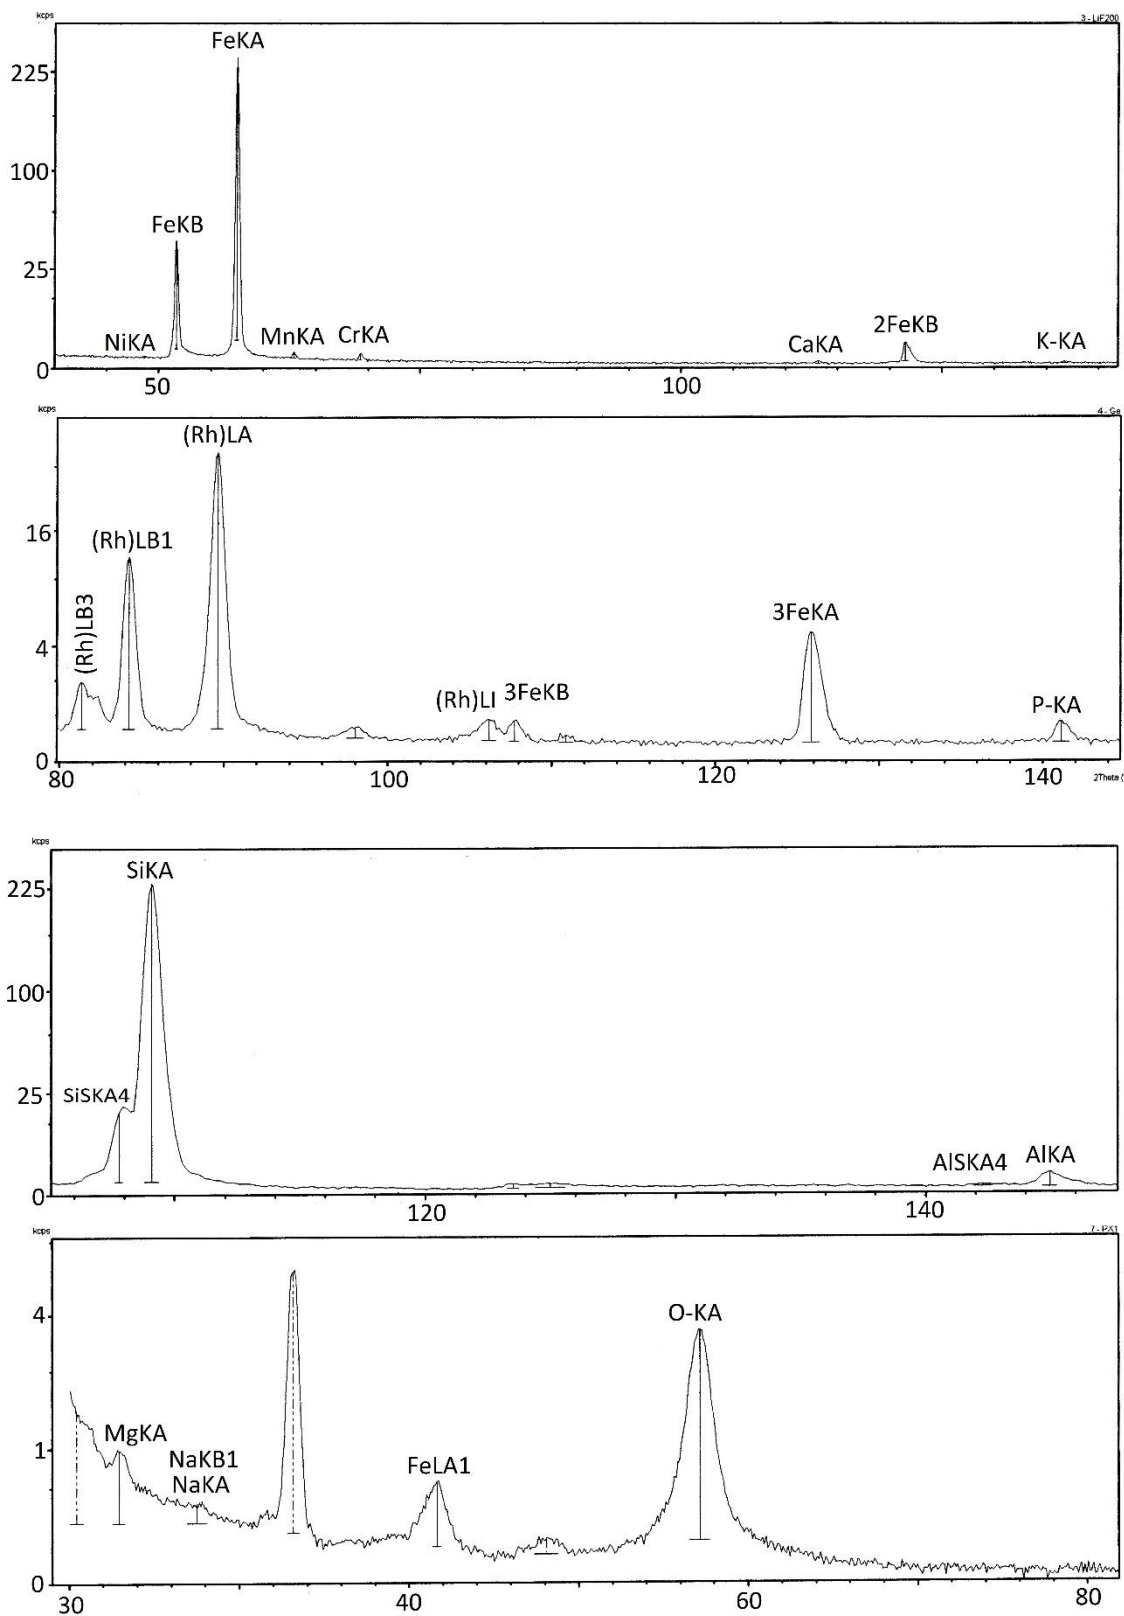 kcps
3 - LiF200
FeKA
225
100
FeKB
25
NiKA
MnKA
CrKA
CaKA
2FeKB
K-KA
0
50
100
kcps
4 - Ge
(Rh)LA
16
(Rh)LB1
(Rh)LB3
3FeKA
4
(Rh)LI
3FeKB
P-KA
0
80
100
120
140
2Theta (
kcps
SiKA
225
100
25
SiSKA4
AlSKA4
AlKA
0
120
140
kcps
7 - PX1
4
O-KA
MgKA
1
NaKB1
NaKA
FeLA1
0
30
40
60
80